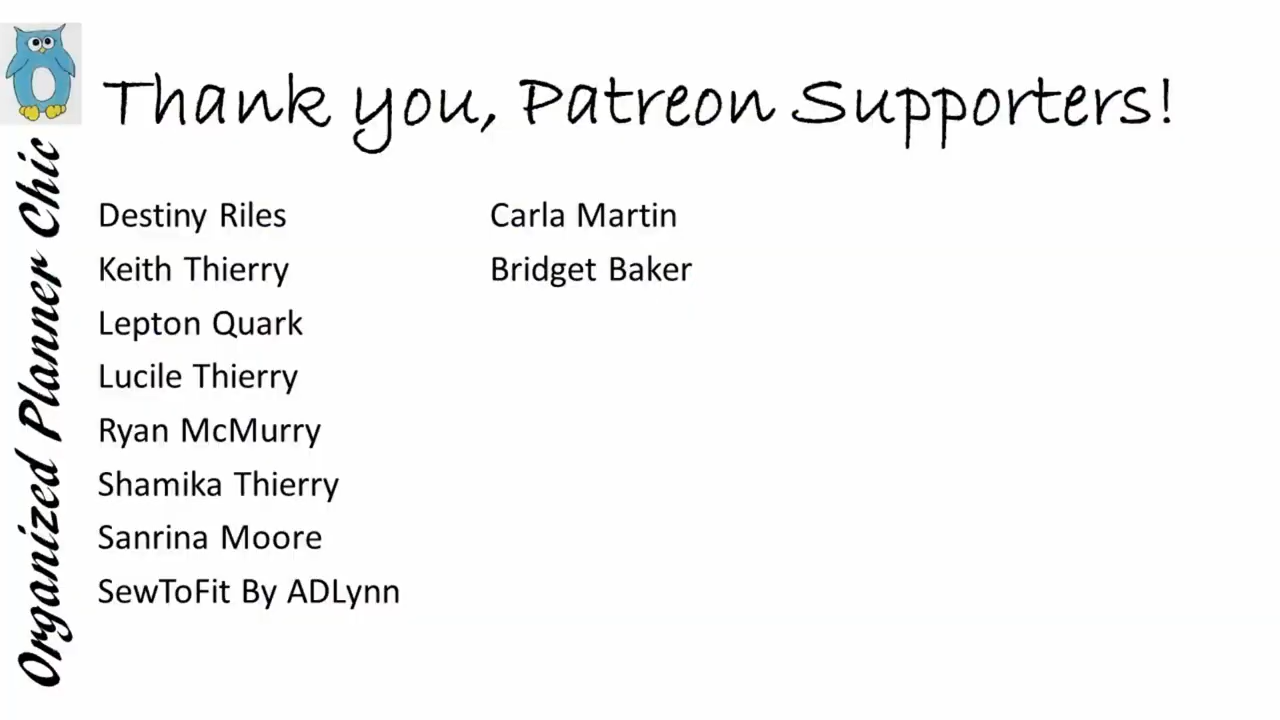 Thank you, Patreon Supporters!
Destiny Riles
Keith Thierry
Lepton Quark
Lucile Thierry
Ryan McMurry
Shamika Thierry
Sanrina Moore
SewToFit By ADLynn
Carla Martin
Bridget Baker
Organized Planner Chic